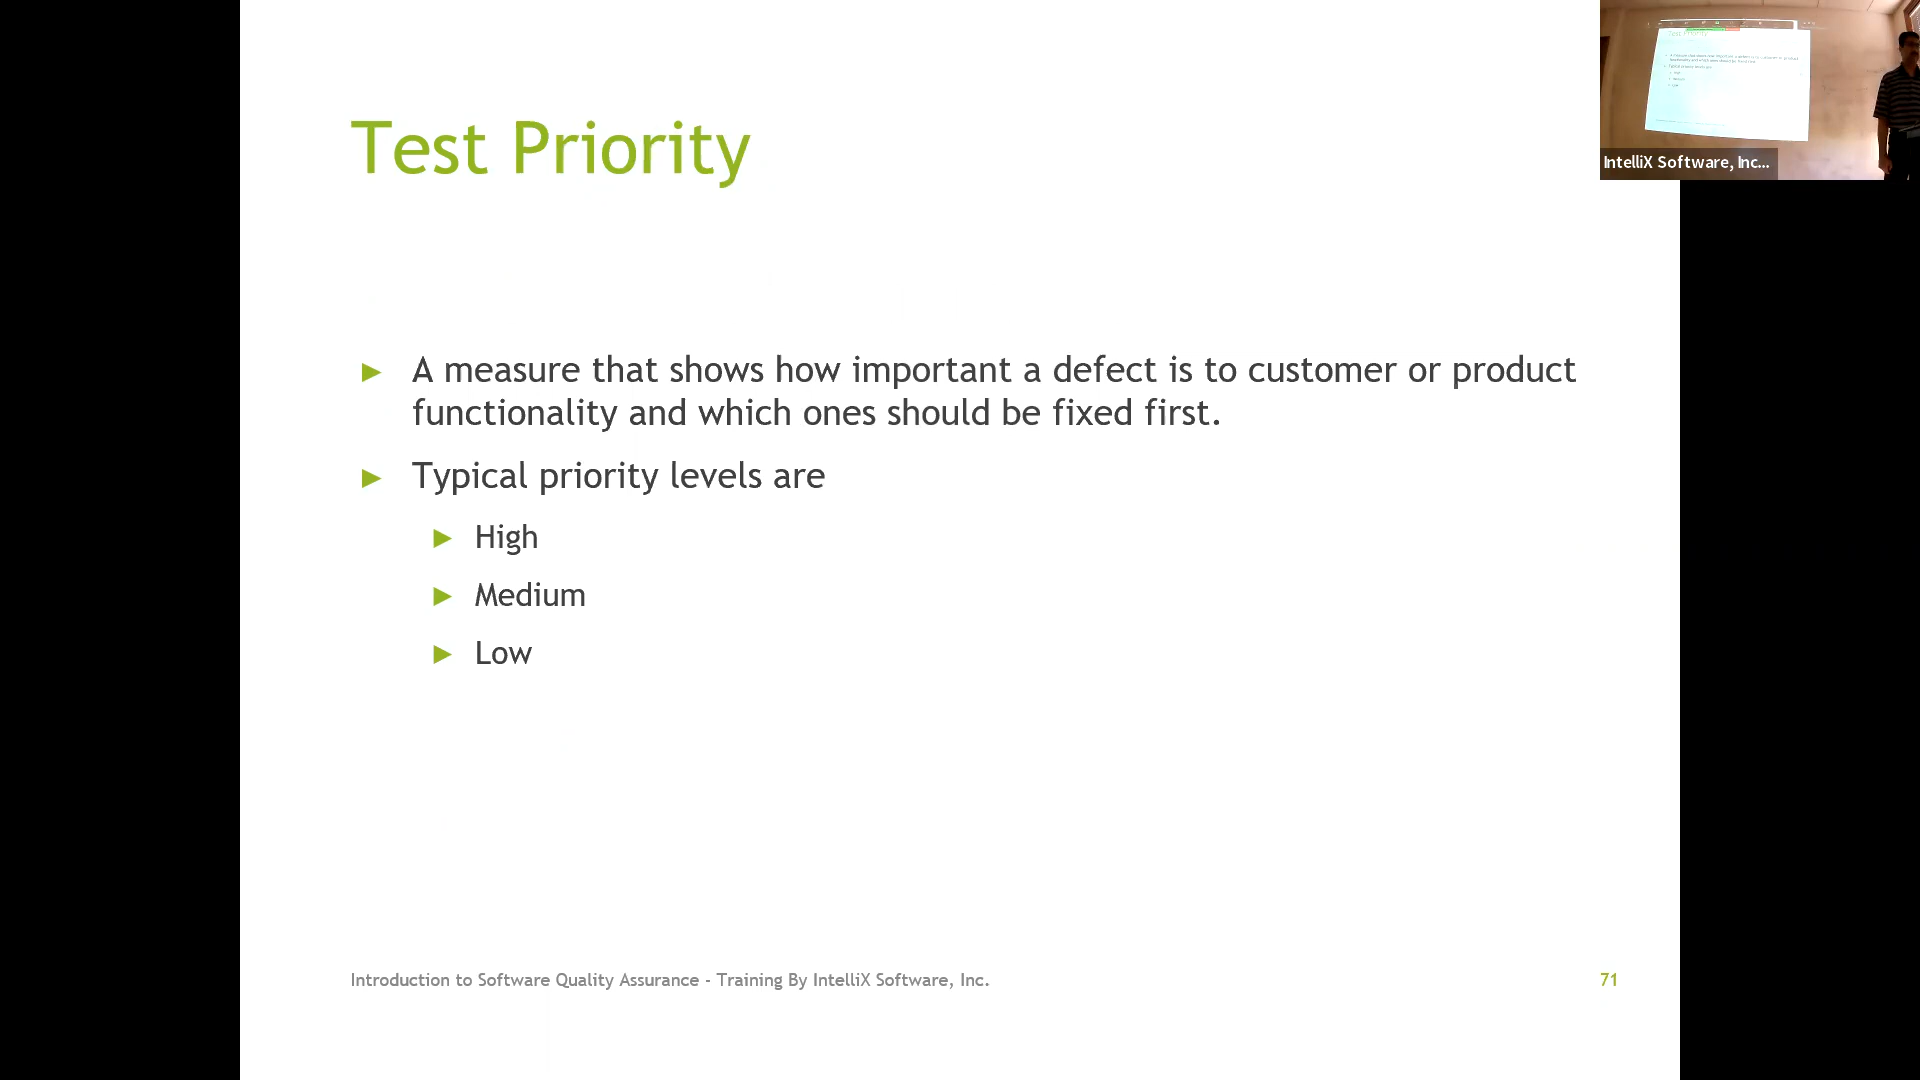 Test Priority
IntelliX Software, Inc...
► A measure that shows how important a defect is to customer or product
functionality and which ones should be fixed first.
► Typical priority levels are
► High
► Medium
► Low
Introduction to Software Quality Assurance - Training By IntelliX Software, Inc.
71